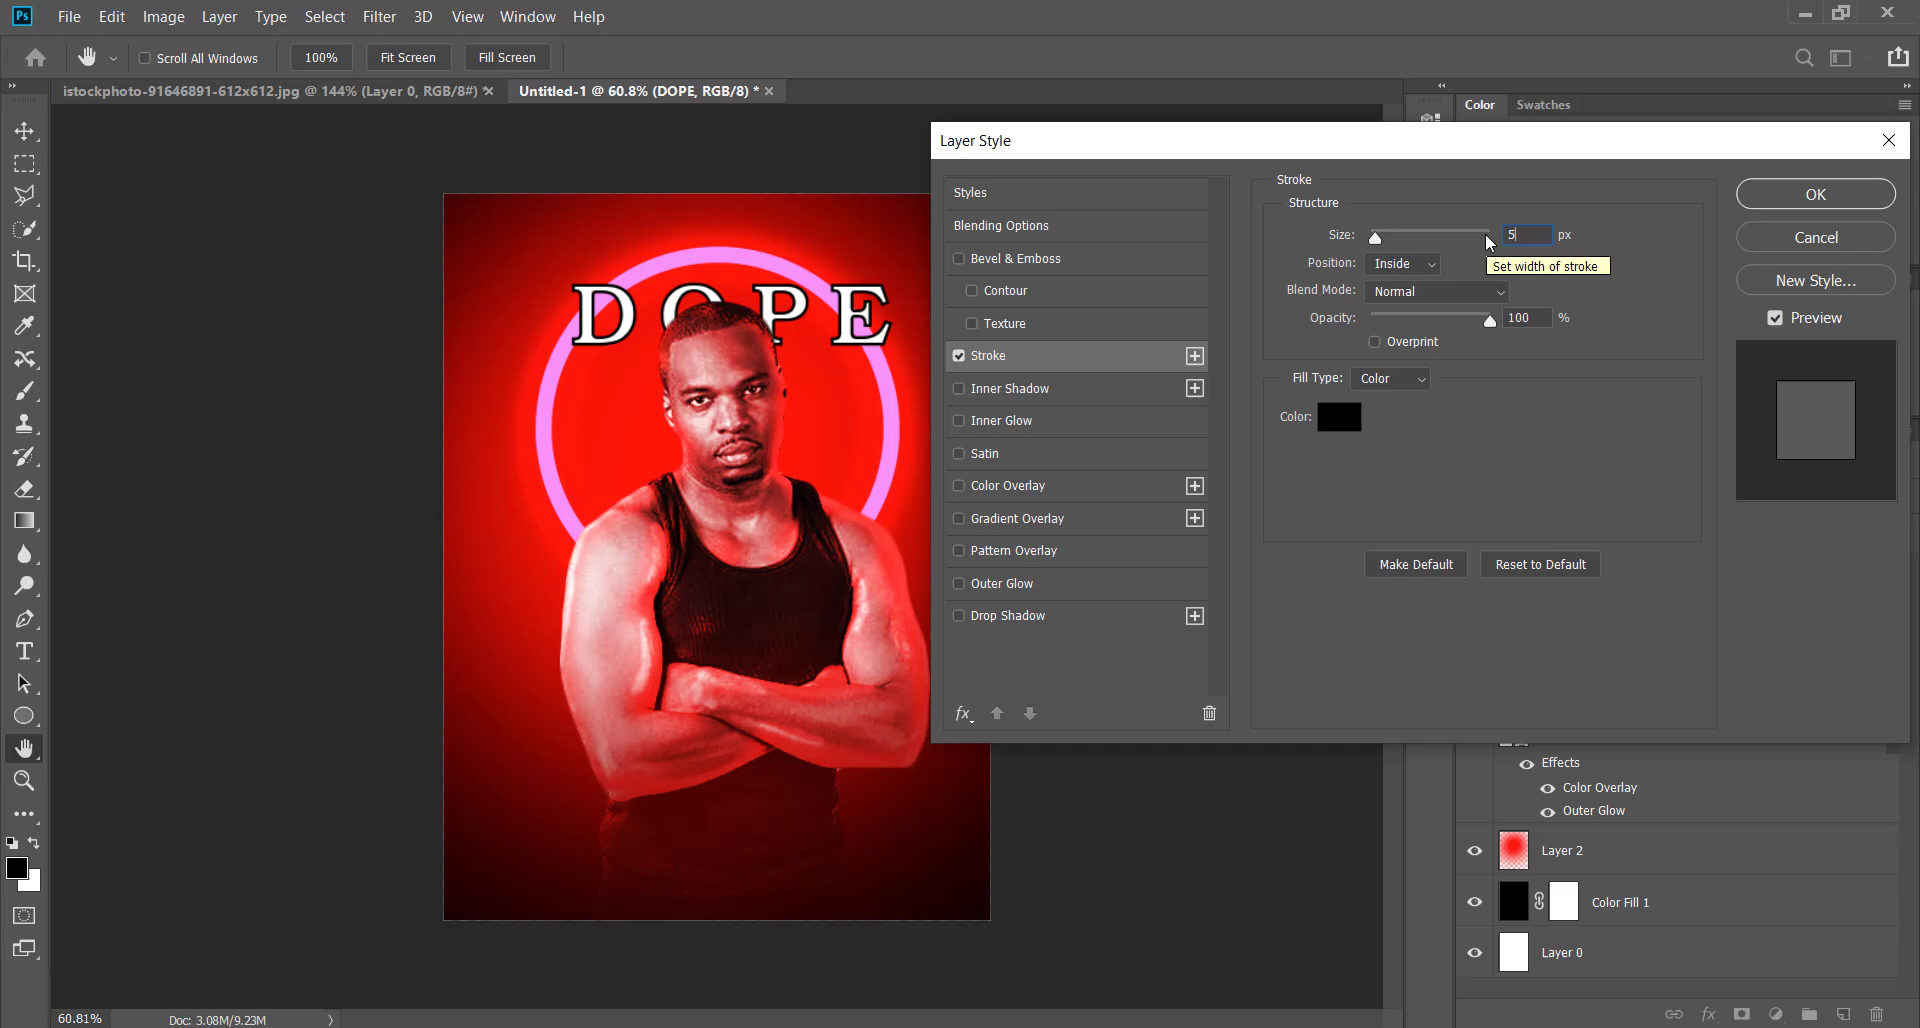 Ps File Edit Image Layer Type Select Filter 3D View Window Help
Scroll All Windows 100% Fit Screen Fill Screen
istockphoto-91646891-612x612.jpg @ 144% (Layer 0, RGB/8#) *
Untitled-1 @ 60.8% (DOPE, RGB/8) *
Color Swatches
DOPE
Layer Style
Styles
Blending Options
Bevel & Emboss
Contour
Texture
Stroke
Inner Shadow
Inner Glow
Satin
Color Overlay
Gradient Overlay
Pattern Overlay
Outer Glow
Drop Shadow
fx
Stroke
Structure
Size: 5 px
Set width of stroke
Position: Inside
Blend Mode: Normal
Opacity: 100 %
Overprint
Fill Type: Color
Color:
Make Default Reset to Default
OK
Cancel
New Style...
Preview
Effects
Color Overlay
Outer Glow
Layer 2
Color Fill 1
Layer 0
fx
60.81% Doc: 3.08M/9.23M